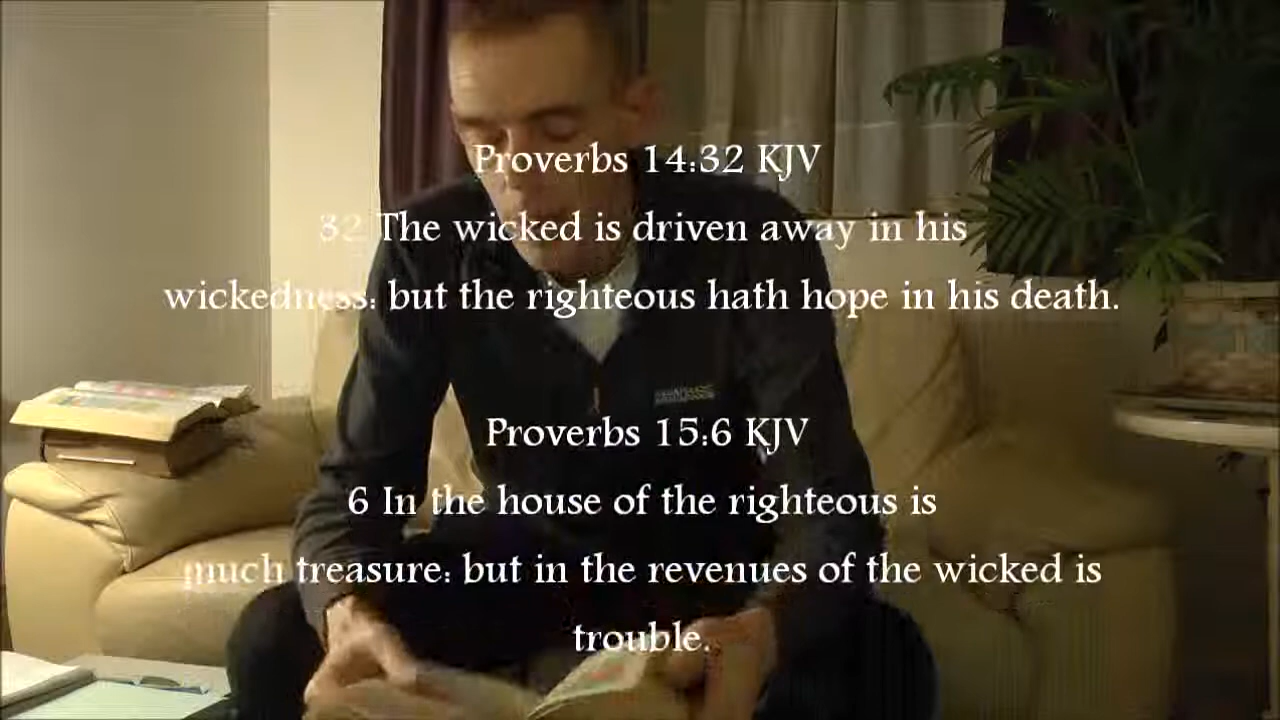 Proverbs 14:32 KJV
32 The wicked is driven away in his
wickedness: but the righteous hath hope in his death.
Proverbs 15:6 KJV
6 In the house of the righteous is
much treasure: but in the revenues of the wicked is
trouble.